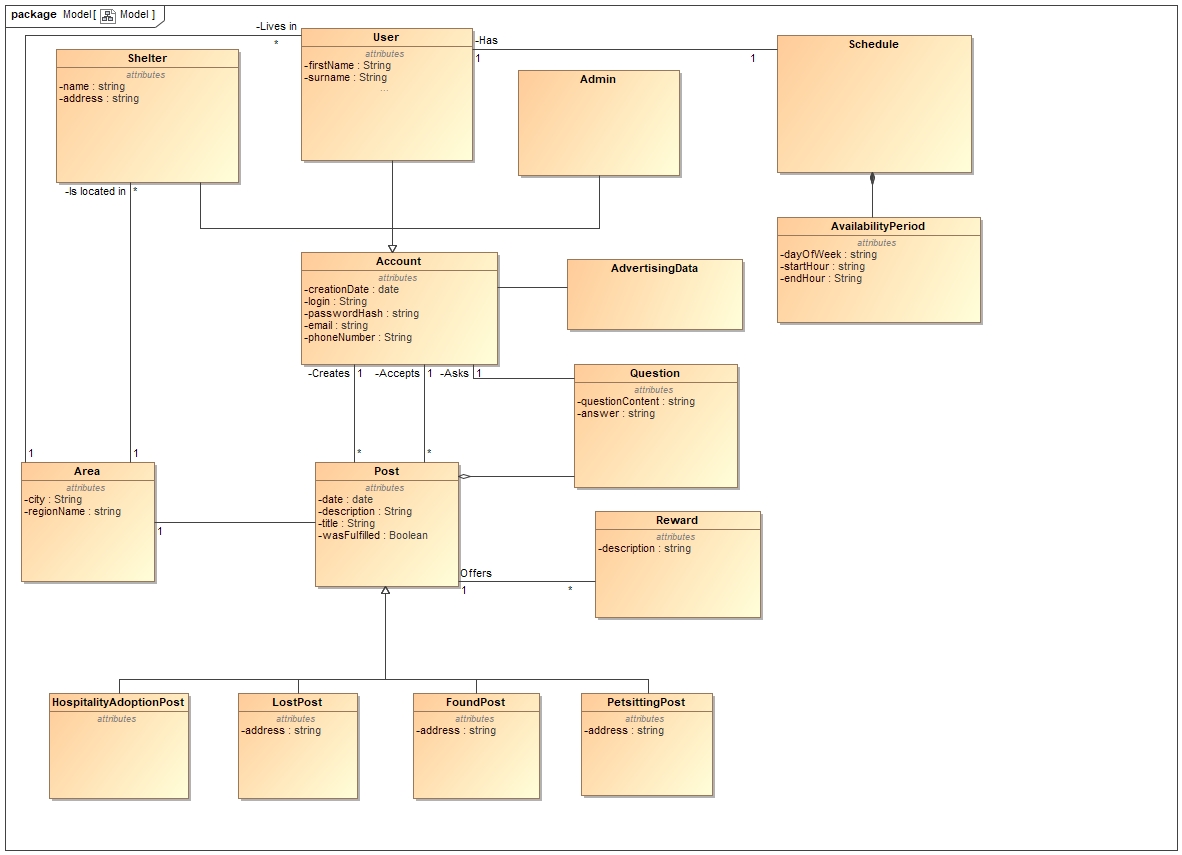 package Model[ Model ]
-Lives in
*
User
attributes
-firstName : String
-surname : String
...
-Has
1
1
Schedule
Shelter
attributes
-name : string
-address : string
Admin
-Is located in
*
AvailabilityPeriod
attributes
-dayOfWeek : string
-startHour : string
-endHour : String
Account
attributes
-creationDate : date
-login : String
-passwordHash : string
-email : string
-phoneNumber : String
AdvertisingData
-Creates
1
-Accepts
1
-Asks
1
Question
attributes
-questionContent : string
-answer : string
1
1
*
*
Area
attributes
-city : String
-regionName : string
1
Post
attributes
-date : date
-description : String
-title : String
-wasFulfilled : Boolean
Reward
attributes
-description : string
Offers
1
*
HospitalityAdoptionPost
attributes
LostPost
attributes
-address : string
FoundPost
attributes
-address : string
PetsittingPost
attributes
-address : string